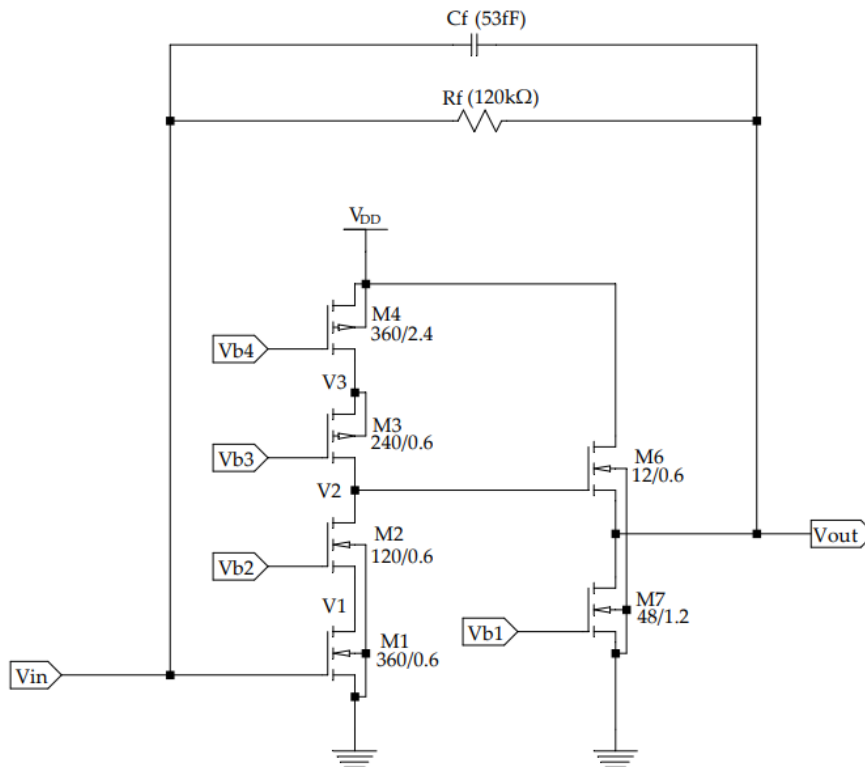 Cf (53fF)
Rf (120kΩ)
VDD
M4
360/2.4
Vb4
V3
M3
240/0.6
Vb3
M6
12/0.6
V2
Vout
M2
120/0.6
Vb2
V1
M7
48/1.2
Vb1
M1
360/0.6
Vin